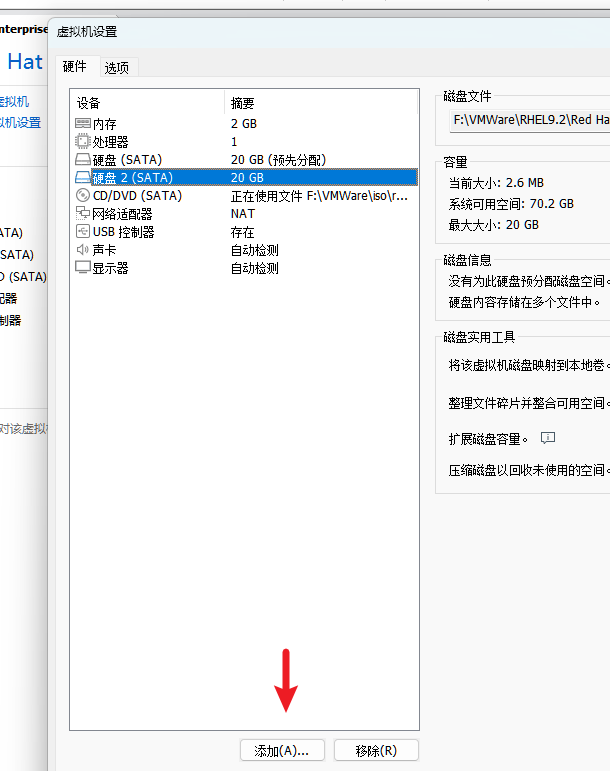 nterprise
Hat
虚拟机
拟机设置
ATA)
(SATA)
D (SATA)
配器
制器
对该虚拟
虚拟机设置
硬件 选项
设备 摘要
内存 2 GB
处理器 1
硬盘 (SATA) 20 GB (预先分配)
硬盘 2 (SATA) 20 GB
CD/DVD (SATA) 正在使用文件 F:\VMWare\iso\r...
网络适配器 NAT
USB 控制器 存在
声卡 自动检测
显示器 自动检测
添加(A)... 移除(R)
磁盘文件
F:\VMWare\RHEL9.2\Red Ha
容量
当前大小: 2.6 MB
系统可用空间: 70.2 GB
最大大小: 20 GB
磁盘信息
没有为此硬盘预分配磁盘空间。
硬盘内容存储在多个文件中。
磁盘实用工具
将该虚拟机磁盘映射到本地卷。
整理文件碎片并整合可用空间。
扩展磁盘容量。
压缩磁盘以回收未使用的空间。